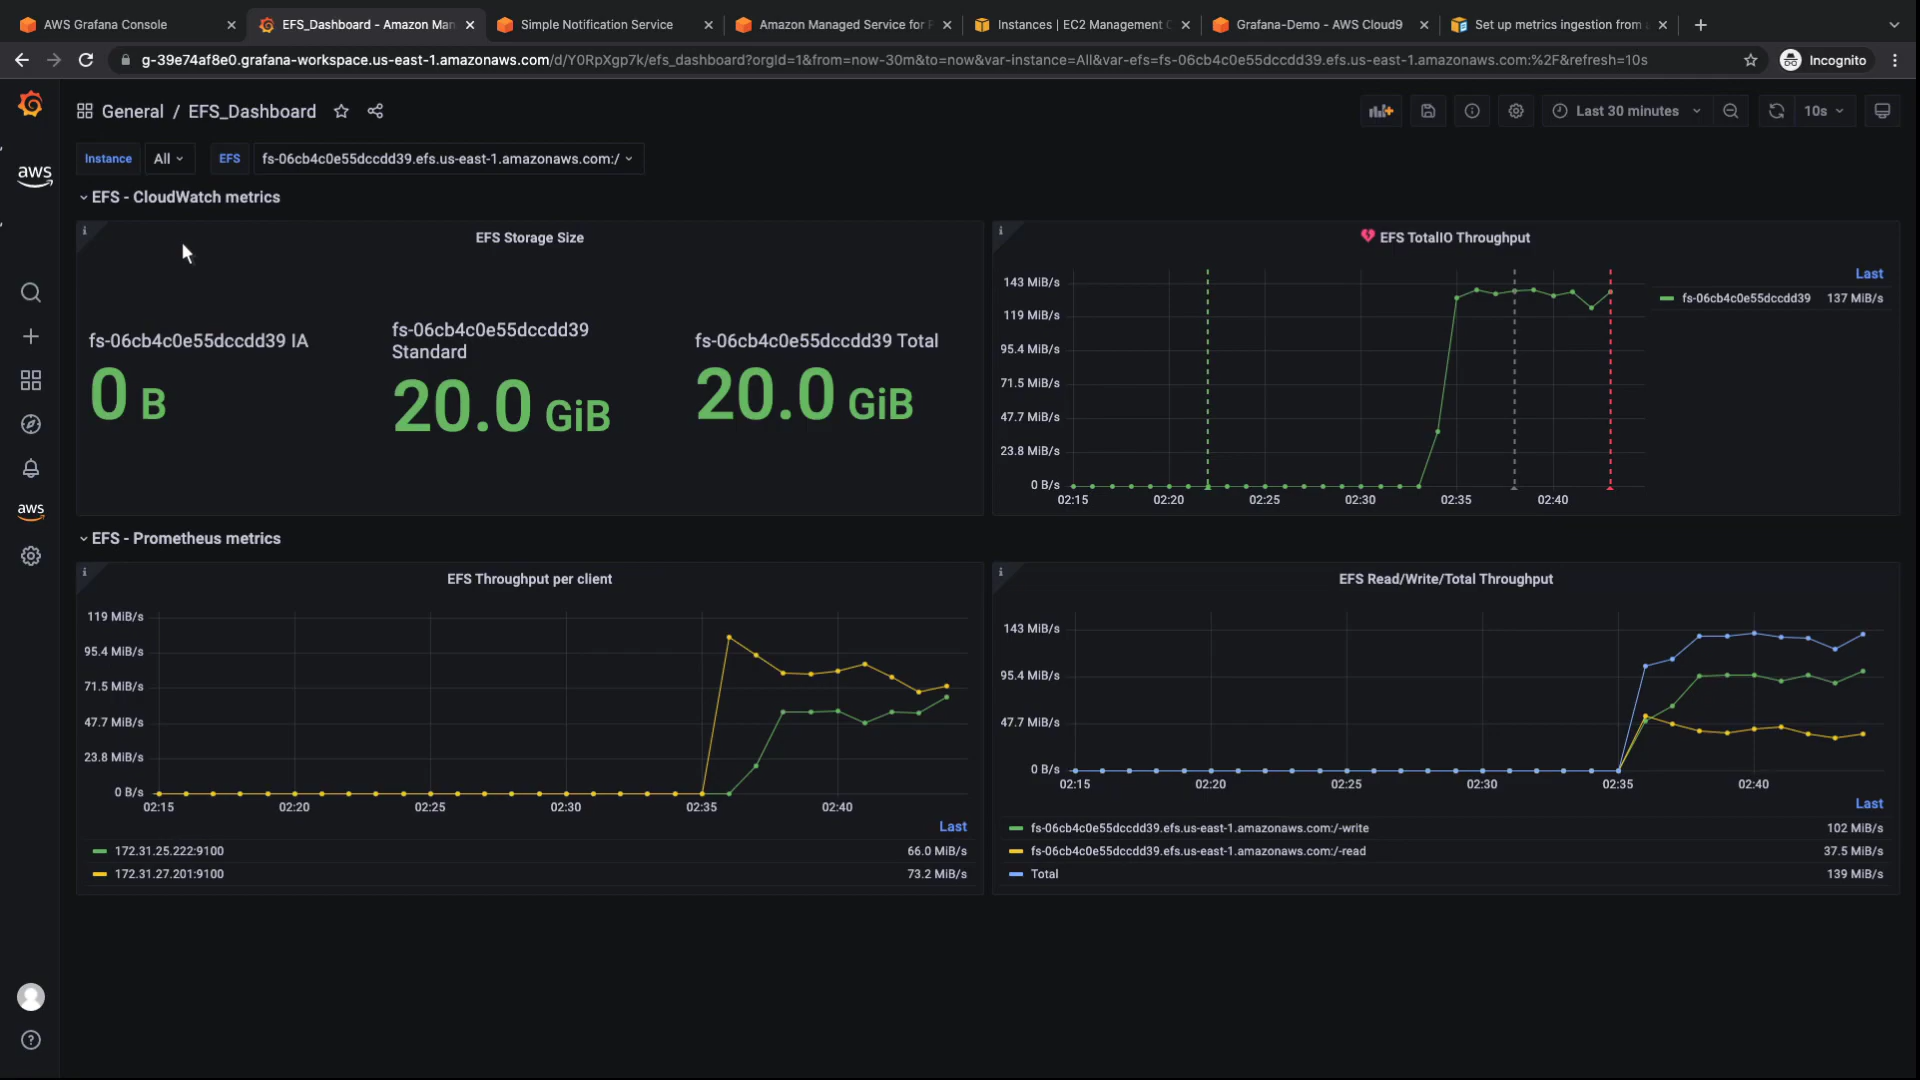 AWS Grafana Console
EFS_Dashboard - Amazon Man
Simple Notification Service
Amazon Managed Service for P
Instances | EC2 Management C
Grafana-Demo - AWS Cloud9
Set up metrics ingestion from
g-39e74af8e0.grafana-workspace.us-east-1.amazonaws.com/d/Y0RpXgp7k/efs_dashboard?orgId=1&from=now-30m&to=now&var-instance=All&var-efs=fs-06cb4c0e55dccdd39.efs.us-east-1.amazonaws.com:%2F&refresh=10s
Incognito
General / EFS_Dashboard
Last 30 minutes
10s
aws
Instance
All
EFS
fs-06cb4c0e55dccdd39.efs.us-east-1.amazonaws.com:/
EFS - CloudWatch metrics
EFS Storage Size
fs-06cb4c0e55dccdd39 IA
0 B
fs-06cb4c0e55dccdd39
Standard
20.0 GiB
fs-06cb4c0e55dccdd39 Total
20.0 GiB
EFS TotalIO Throughput
143 MiB/s
119 MiB/s
95.4 MiB/s
71.5 MiB/s
47.7 MiB/s
23.8 MiB/s
0 B/s
02:15 02:20 02:25 02:30 02:35 02:40
Last
fs-06cb4c0e55dccdd39 137 MiB/s
aws
EFS - Prometheus metrics
EFS Throughput per client
119 MiB/s
95.4 MiB/s
71.5 MiB/s
47.7 MiB/s
23.8 MiB/s
0 B/s
02:15 02:20 02:25 02:30 02:35 02:40
Last
172.31.25.222:9100 66.0 MiB/s
172.31.27.201:9100 73.2 MiB/s
EFS Read/Write/Total Throughput
143 MiB/s
95.4 MiB/s
47.7 MiB/s
0 B/s
02:15 02:20 02:25 02:30 02:35 02:40
Last
fs-06cb4c0e55dccdd39.efs.us-east-1.amazonaws.com:/-write 102 MiB/s
fs-06cb4c0e55dccdd39.efs.us-east-1.amazonaws.com:/-read 37.5 MiB/s
Total 139 MiB/s